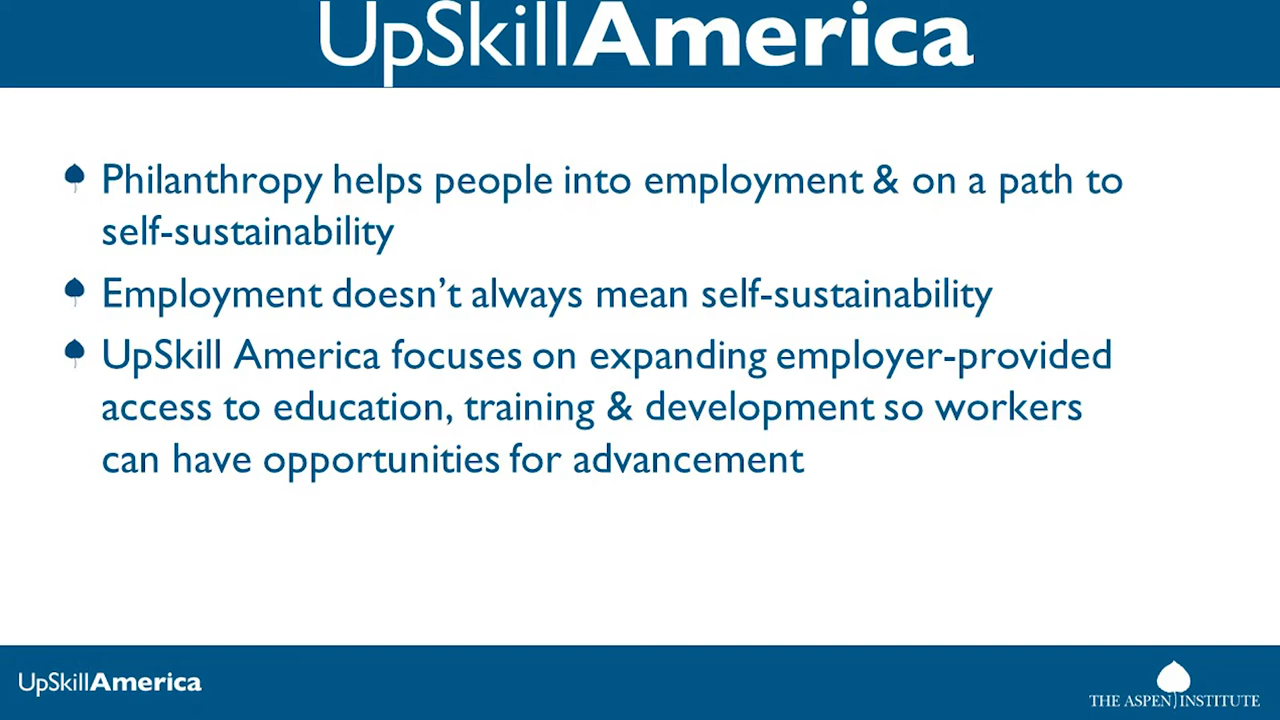 UpSkillAmerica
Philanthropy helps people into employment & on a path to
self-sustainability
Employment doesn’t always mean self-sustainability
UpSkill America focuses on expanding employer-provided
access to education, training & development so workers
can have opportunities for advancement
UpSkillAmerica
THE ASPEN INSTITUTE